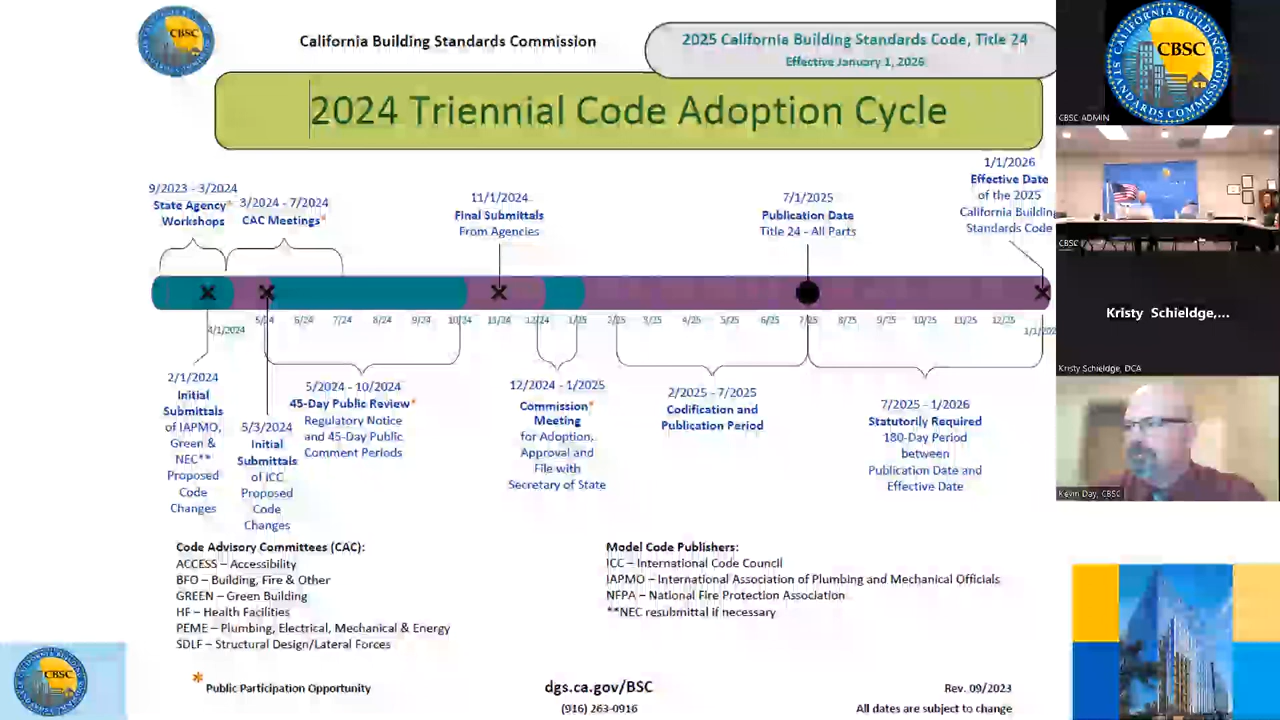 California Building Standards Commission
2025 California Building Standards Code, Title 24
Effective January 1, 2026
2024 Triennial Code Adoption Cycle
9/2023 - 3/2024
State Agency*
Workshops
3/2024 - 7/2024
CAC Meetings*
11/1/2024
Final Submittals
From Agencies
7/1/2025
Publication Date
Title 24 - All Parts
1/1/2026
Effective Date
of the 2025
California Building
Standards Code
4/1/2024
5/24 6/24 7/24 8/24 9/24 10/24 11/24 12/24 1/25 2/25 3/25 4/25 5/25 6/25 7/25 8/25 9/25 10/25 11/25 12/25
2/1/2024
Initial
Submittals
of IAPMO,
Green &
NEC**
Proposed
Code
Changes
5/3/2024
Initial
Submittals
of ICC
Proposed
Code
Changes
5/2024 - 10/2024
45-Day Public Review*
Regulatory Notice
and 45-Day Public
Comment Periods
12/2024 - 1/2025
Commission*
Meeting
for Adoption,
Approval and
File with
Secretary of State
2/2025 - 7/2025
Codification and
Publication Period
7/2025 - 1/2026
Statutorily Required
180-Day Period
between
Publication Date and
Effective Date
Code Advisory Committees (CAC):
ACCESS – Accessibility
BFO – Building, Fire & Other
GREEN – Green Building
HF – Health Facilities
PEME – Plumbing, Electrical, Mechanical & Energy
SDLF – Structural Design/Lateral Forces
Model Code Publishers:
ICC – International Code Council
IAPMO – International Association of Plumbing and Mechanical Officials
NFPA – National Fire Protection Association
**NEC resubmittal if necessary
* Public Participation Opportunity
dgs.ca.gov/BSC
(916) 263-0916
Rev. 09/2023
All dates are subject to change
CBSC
CBSC
CALIFORNIA BUILDING STANDARDS COMMISSION
CBSC
CBSC ADMIN
CBSC
Kristy Schieldge,...
Kristy Schieldge, DCA
Kevin Day, CBSC